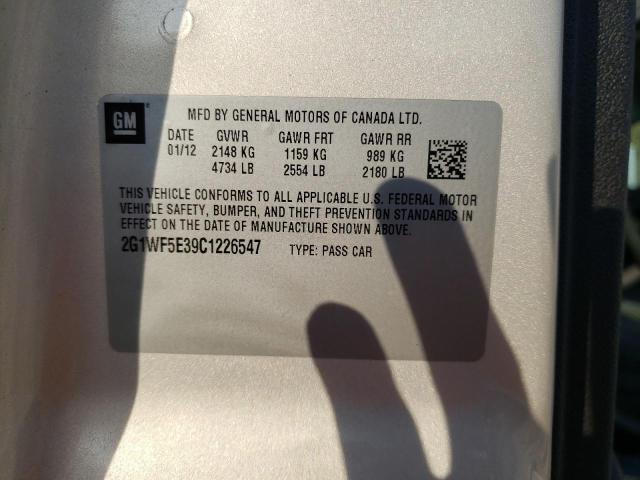 GM
MFD BY GENERAL MOTORS OF CANADA LTD.
DATE GVWR GAWR FRT GAWR RR
01/12 2148 KG 1159 KG 989 KG
4734 LB 2554 LB 2180 LB
THIS VEHICLE CONFORMS TO ALL APPLICABLE U.S. FEDERAL MOTOR
VEHICLE SAFETY, BUMPER, AND THEFT PREVENTION STANDARDS IN
EFFECT ON THE DATE OF MANUFACTURE SHOWN ABOVE.
2G1WF5E39C1226547 TYPE: PASS CAR